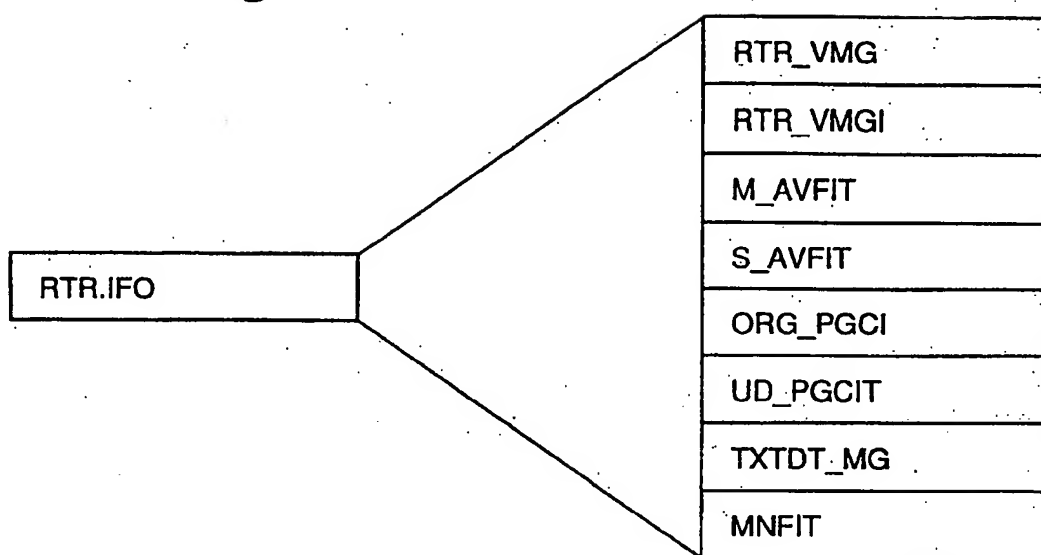 RTR.IFO
RTR_VMG
RTR_VMGI
M_AVFIT
S_AVFIT
ORG_PGCI
UD_PGCIT
TXTDT_MG
MNFIT